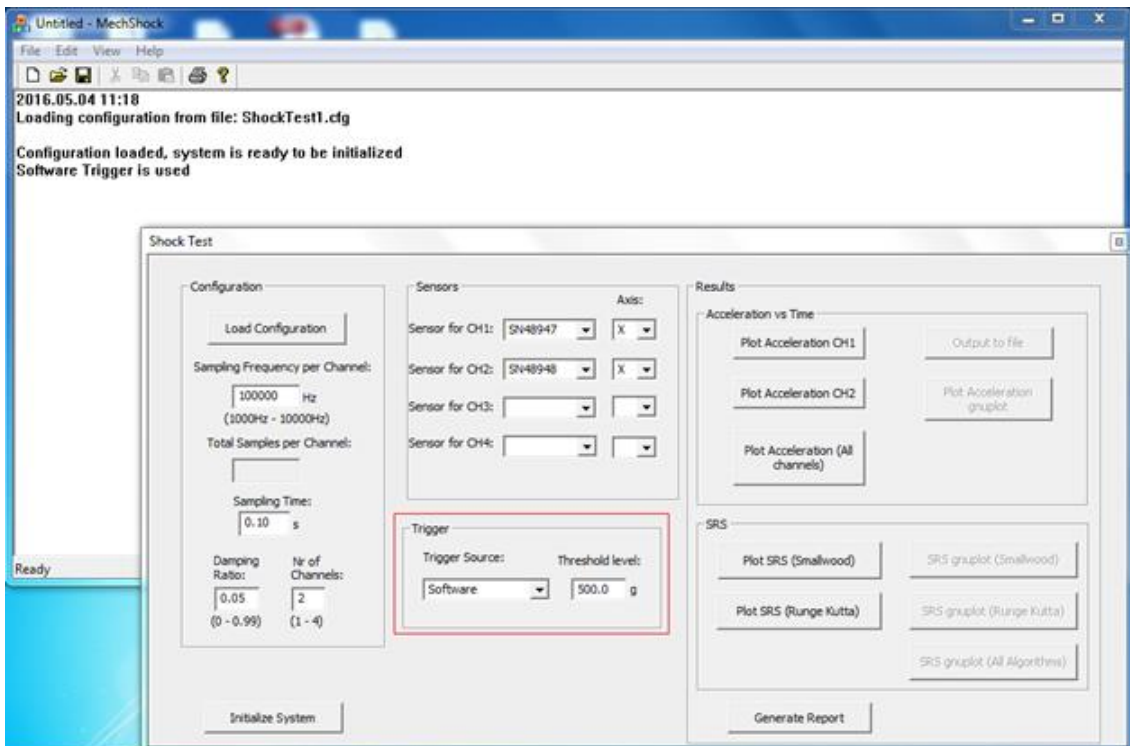 Untitled - MechShock
File Edit View Help
2016.05.04 11:18
Loading configuration from file: ShockTest1.cfg
Configuration loaded, system is ready to be initialized
Software Trigger is used
Ready
Shock Test
Configuration
Load Configuration
Sampling Frequency per Channel:
100000 Hz
(1000Hz - 10000Hz)
Total Samples per Channel:
Sampling Time:
0.10 s
Damping Ratio:
0.05
(0 - 0.99)
Nr of Channels:
2
(1 - 4)
Initialize System
Sensors
Axis:
Sensor for CH1: SN48947 X
Sensor for CH2: SN48948 X
Sensor for CH3:
Sensor for CH4:
Trigger
Trigger Source:
Software
Threshold level:
500.0 g
Results
Acceleration vs Time
Plot Acceleration CH1
Output to file
Plot Acceleration CH2
Plot Acceleration
gnuplot
Plot Acceleration (All
channels)
SRS
Plot SRS (Smallwood)
SRS gnuplot (Smallwood)
Plot SRS (Runge Kutta)
SRS gnuplot (Runge Kutta)
SRS gnuplot (All Algorithms)
Generate Report